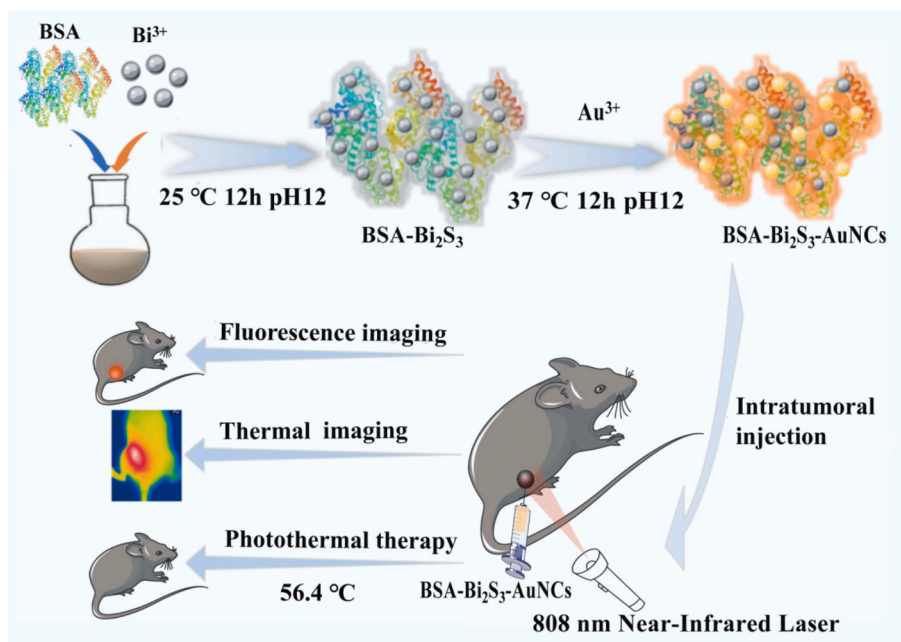 BSA
Bi³⁺
25 °C 12h pH12
BSA-Bi₂S₃
Au³⁺
37 °C 12h pH12
BSA-Bi₂S₃-AuNCs
Fluorescence imaging
Thermal imaging
Photothermal therapy
56.4 °C
Intratumoral
injection
BSA-Bi₂S₃-AuNCs
808 nm Near-Infrared Laser